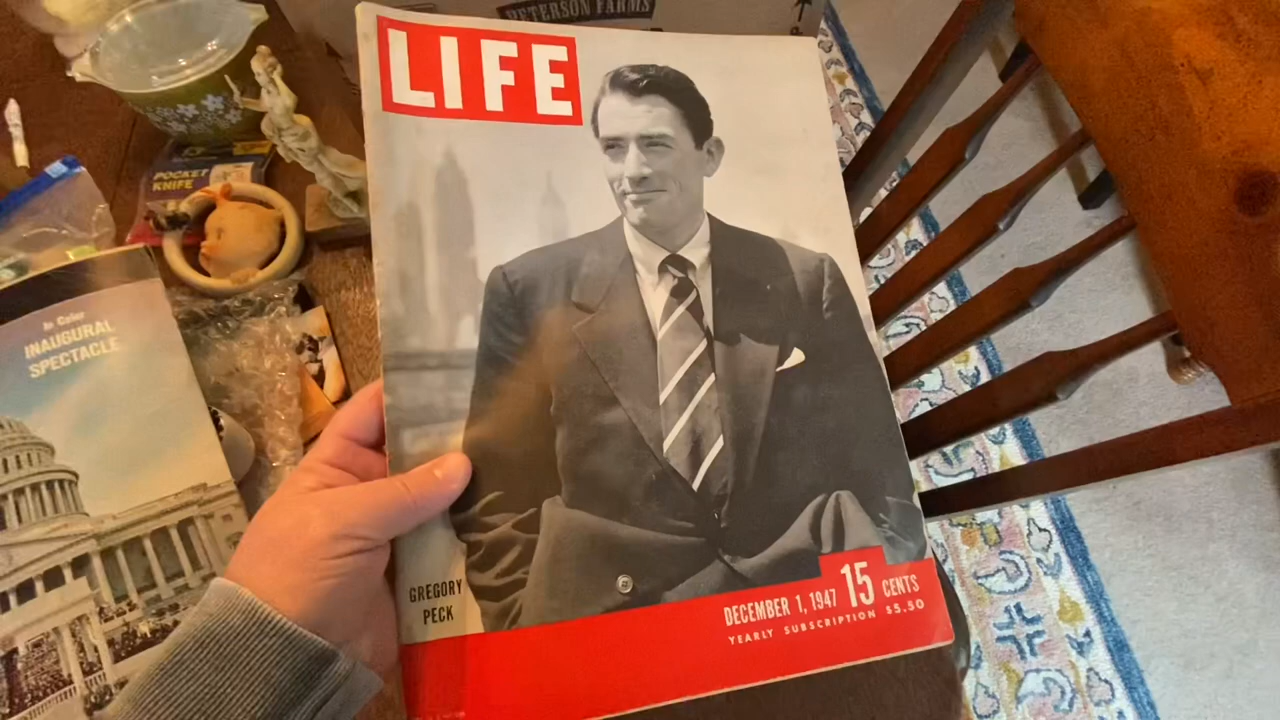 PETERSON FARMS
LIFE
POCKET
KNIFE
In Color
INAUGURAL
SPECTACLE
GREGORY
PECK
DECEMBER 1, 1947 15 CENTS
YEARLY SUBSCRIPTION $5.50